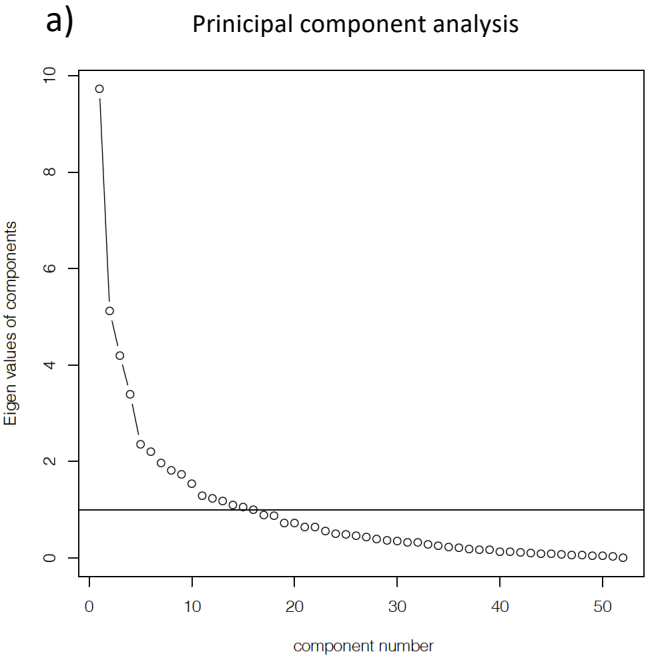 a)
Prinicipal component analysis
Eigen values of components
10
8
6
4
2
0
0 10 20 30 40 50
component number